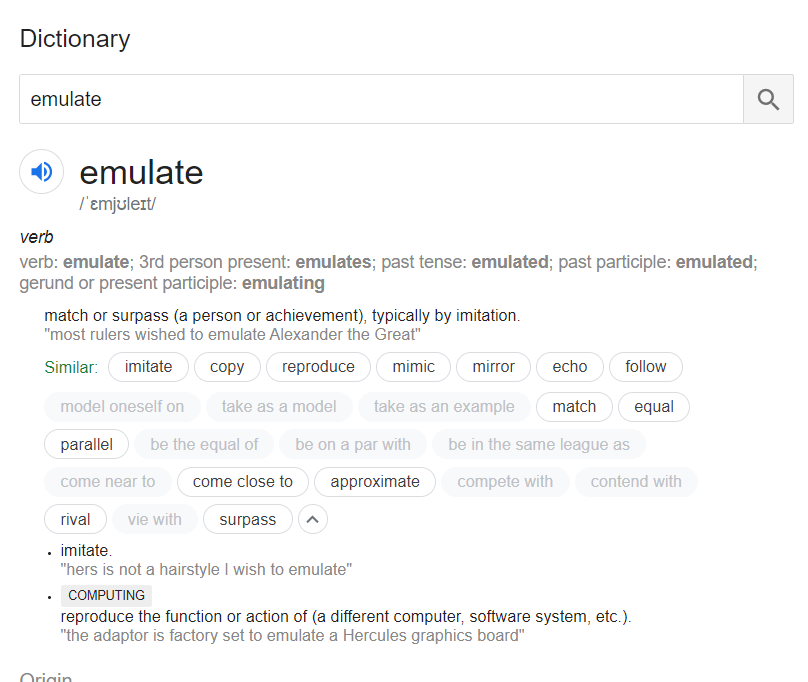 Dictionary
emulate
emulate
/ˈɛmjʊleɪt/
verb
verb: emulate; 3rd person present: emulates; past tense: emulated; past participle: emulated;
gerund or present participle: emulating
match or surpass (a person or achievement), typically by imitation.
"most rulers wished to emulate Alexander the Great"
Similar: imitate copy reproduce mimic mirror echo follow
model oneself on take as a model take as an example match equal
parallel be the equal of be on a par with be in the same league as
come near to come close to approximate compete with contend with
rival vie with surpass
• imitate.
"hers is not a hairstyle I wish to emulate"
• COMPUTING
reproduce the function or action of (a different computer, software system, etc.).
"the adaptor is factory set to emulate a Hercules graphics board"
Origin